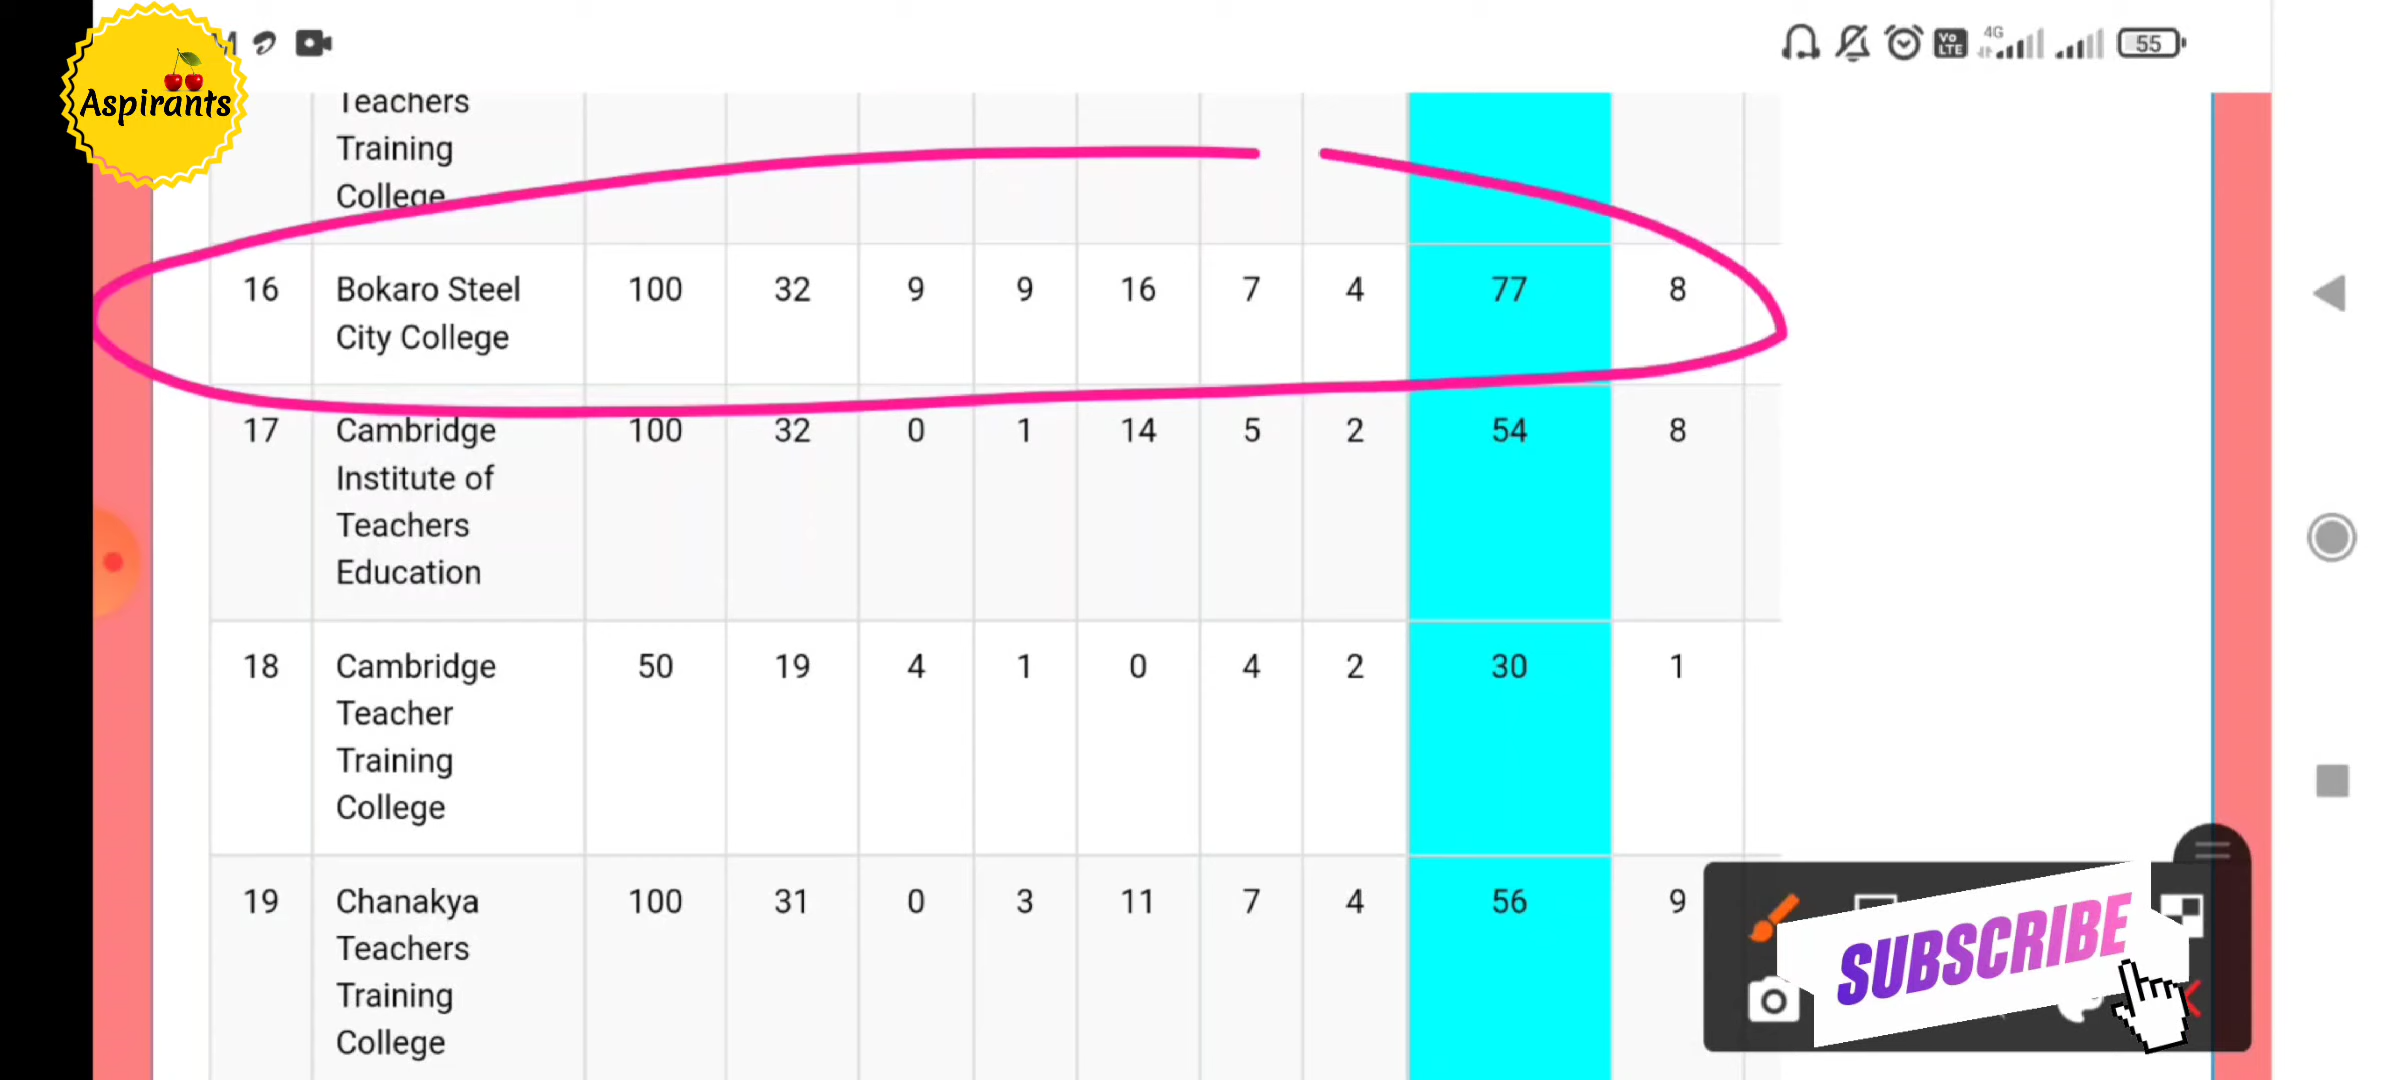 Aspirants
Vo
LTE
4G
55
Teachers
Training
College
16 Bokaro Steel 100 32 9 9 16 7 4 77 8
City College
17 Cambridge 100 32 0 1 14 5 2 54 8
Institute of
Teachers
Education
18 Cambridge 50 19 4 1 0 4 2 30 1
Teacher
Training
College
19 Chanakya 100 31 0 3 11 7 4 56 9
Teachers
Training
College
SUBSCRIBE